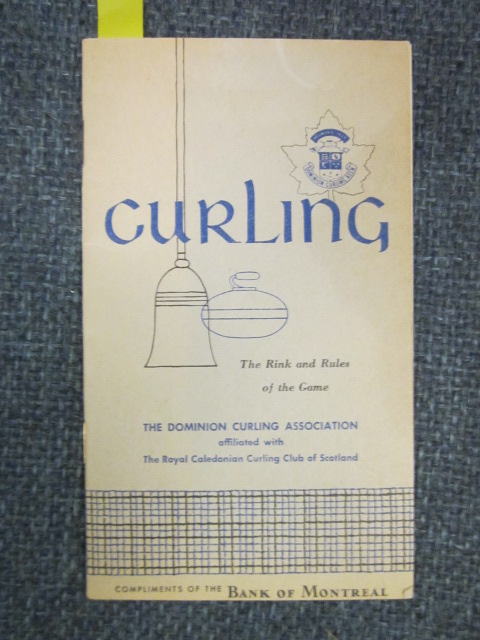 CURLING
The Rink and Rules
of the Game
THE DOMINION CURLING ASSOCIATION
affiliated with
The Royal Caledonian Curling Club of Scotland
COMPLIMENTS OF THE BANK OF MONTREAL